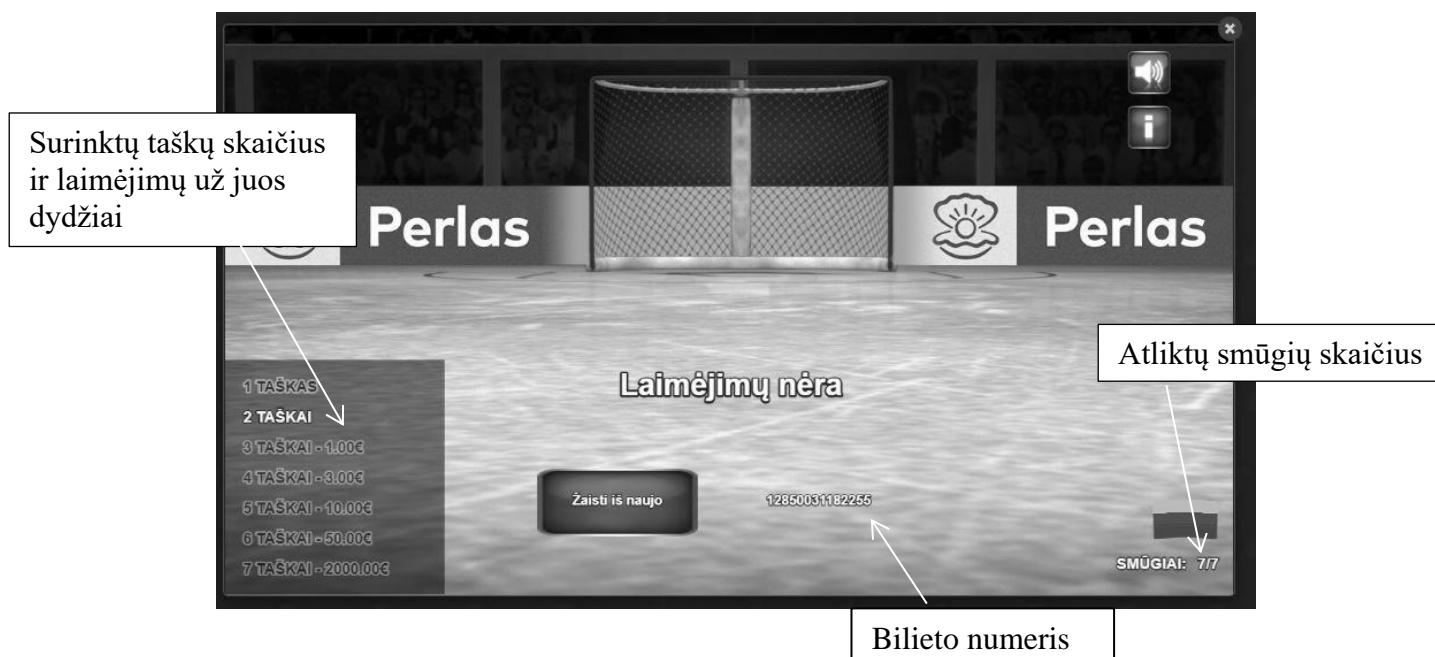 Surinktų taškų skaičius
ir laimėjimų už juos
dydžiai
Perlas
Perlas
Atliktų smūgių skaičius
Laimėjimų nėra
1 TAŠKAS
2 TAŠKAI
3 TAŠKAI - 1.00€
4 TAŠKAI - 3.00€
5 TAŠKAI - 10.00€
6 TAŠKAI - 50.00€
7 TAŠKAI - 2000.00€
Žaisti iš naujo
12850031182255
SMŪGIAI: 7/7
Bilieto numeris